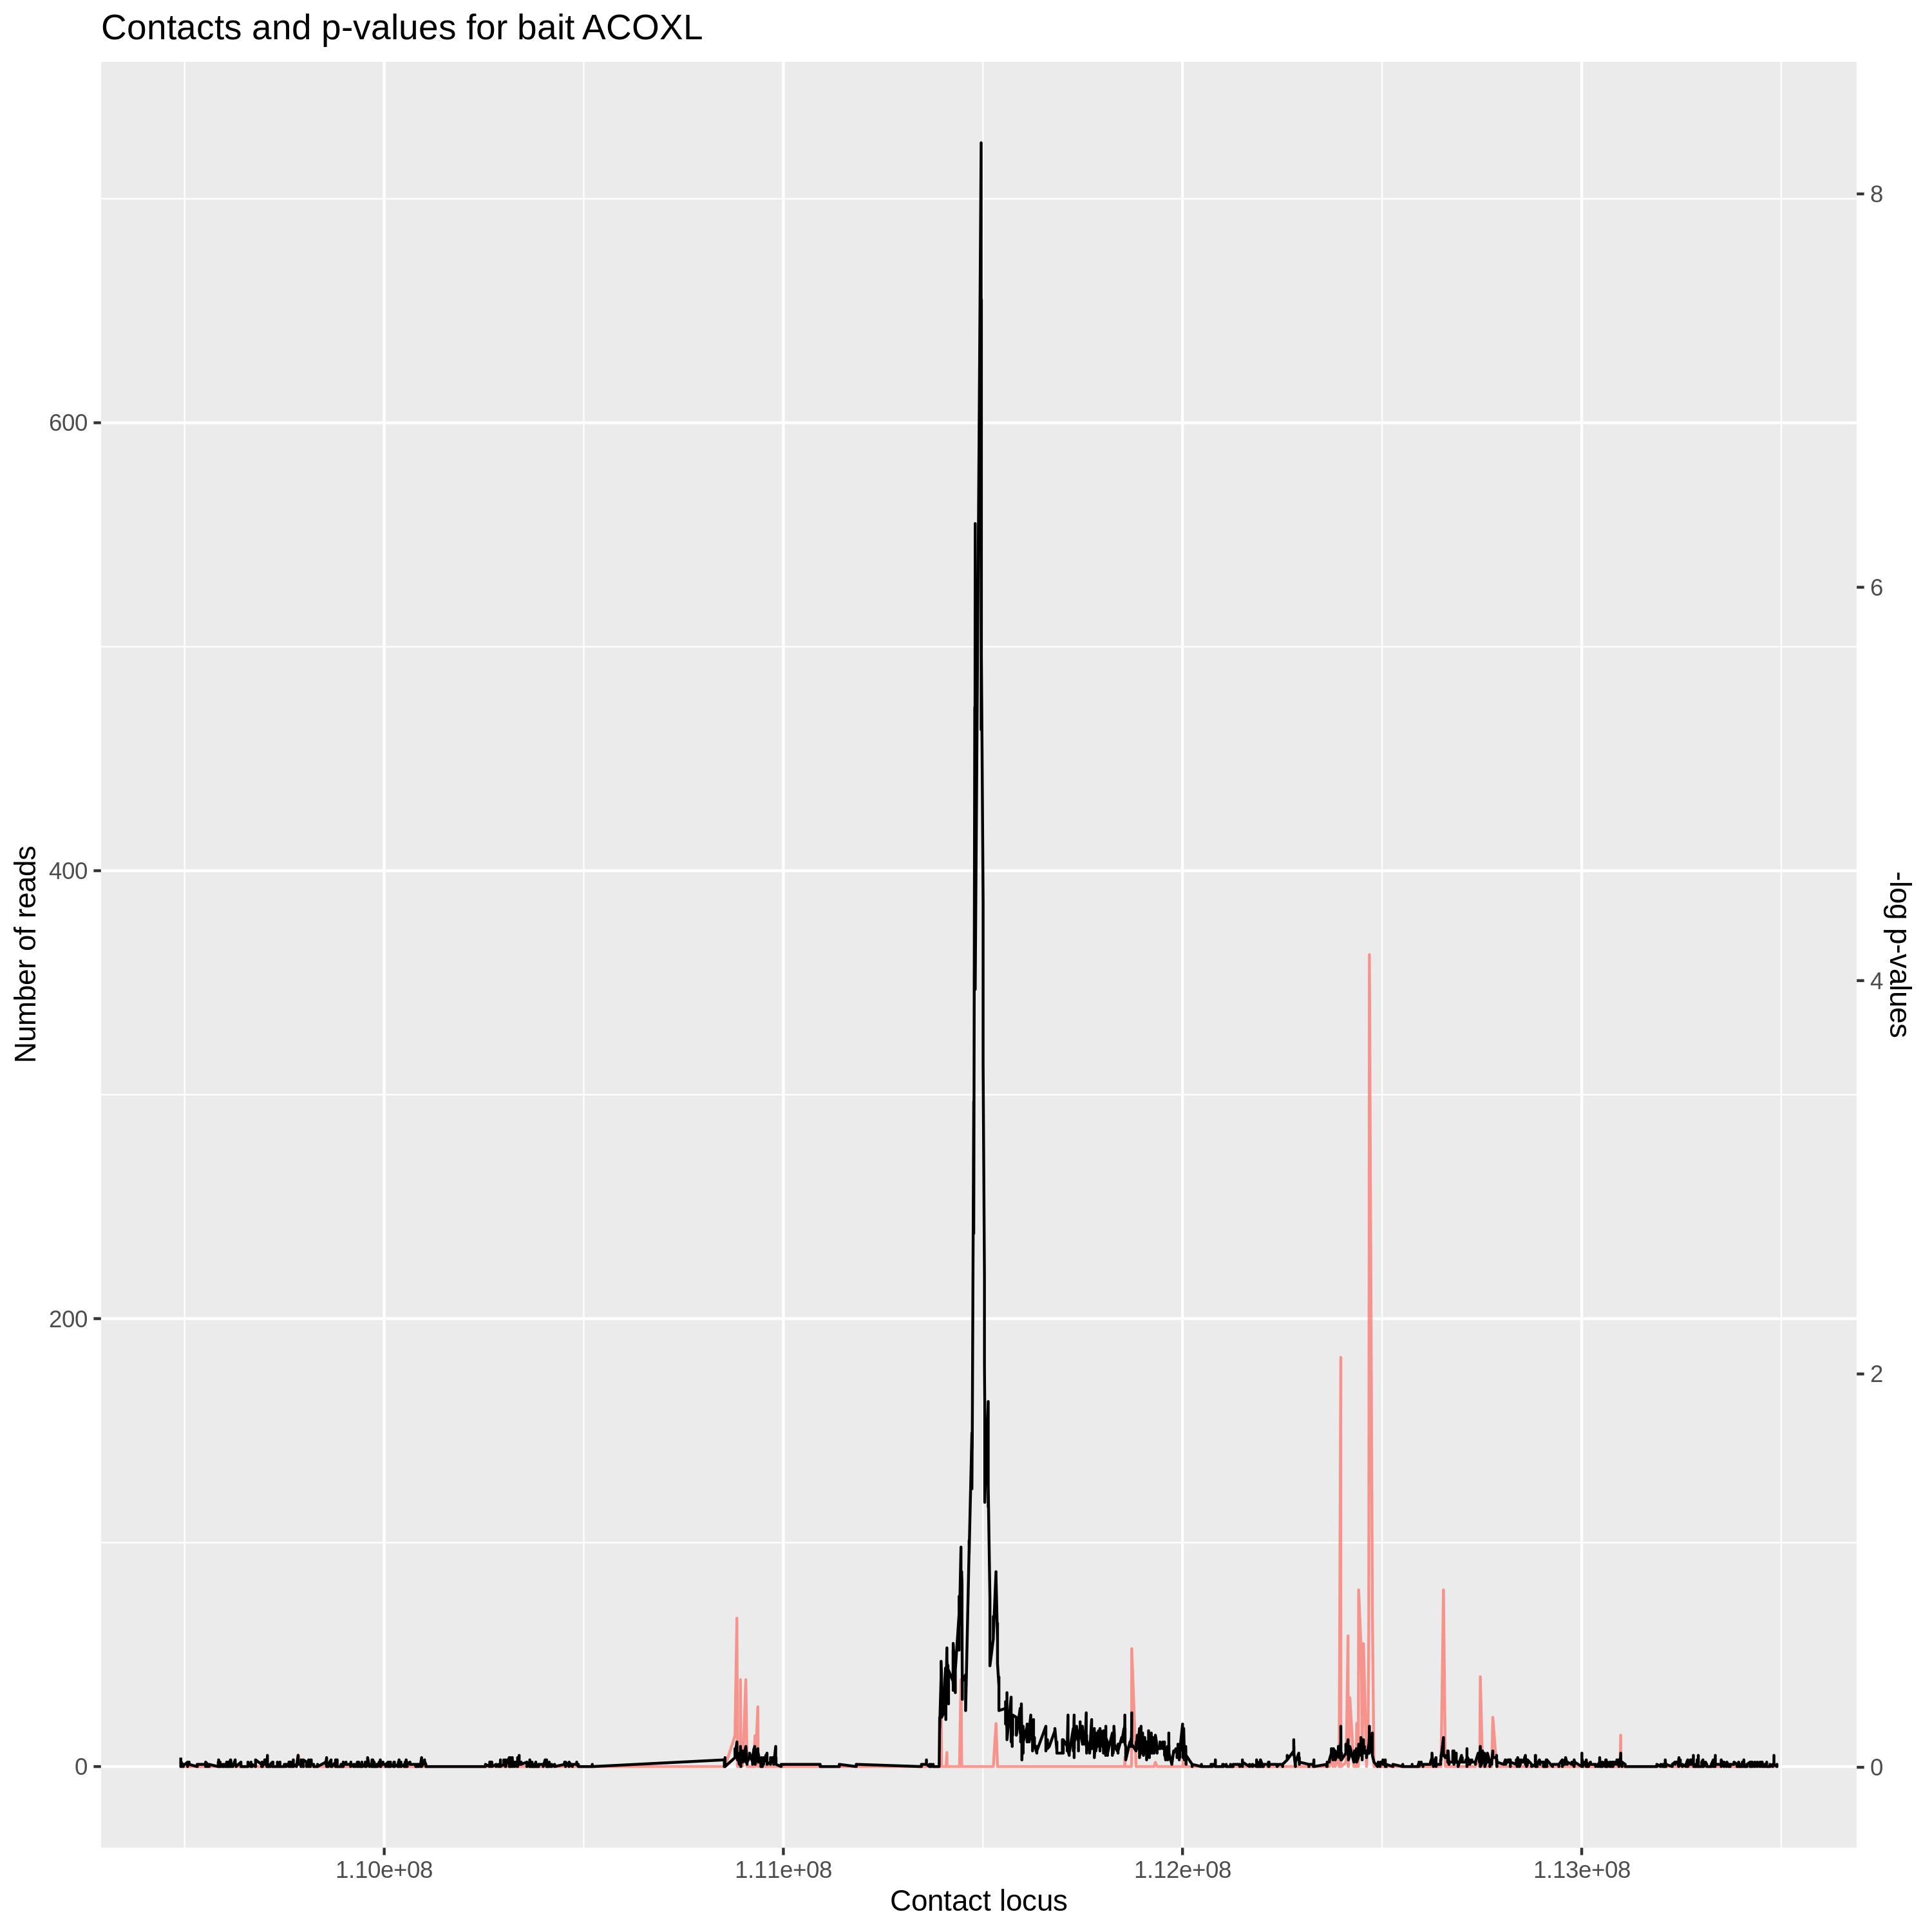 Contacts and p-values for bait ACOXL
Number of reads
600
400
200
0
8
6
4
2
0
-log p-values
1.10e+08
1.11e+08
1.12e+08
1.13e+08
Contact locus